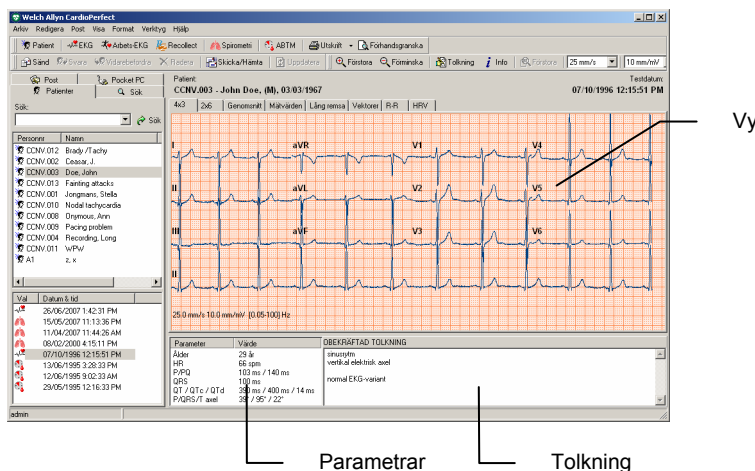 Welch Allyn CardioPerfect
Arkiv Redigera Post Visa Format Verktyg Hjälp
Patient EKG Arbets-EKG Recollect Spirometri ABTM Utskrift Förhandsgranska
Sänd Svara Vidarebefordra Radera Skicka/Hämta Uppdatera Förstora Förminska Tolkning Info Förstora 25 mm/s 10 mm/mV
Post Pocket PC
Patienter Sök
Sök:
Sök
Personnr Namn
CCNV.012 Brady /Tachy
CCNV.002 Ceasar, J.
CCNV.003 Doe, John
CCNV.013 Fainting attacks
CCNV.001 Jongmans, Stella
CCNV.010 Nodal tachycardia
CCNV.008 Onymous, Ann
CCNV.009 Pacing problem
CCNV.004 Recording, Long
CCNV.011 WPW
A1 z, x
Val Datum & tid
26/06/2007 1:42:31 PM
15/05/2007 11:13:36 PM
11/04/2007 11:44:26 AM
08/02/2000 4:15:11 PM
07/10/1996 12:15:51 PM
13/06/1995 3:28:33 PM
12/06/1995 9:02:33 AM
29/05/1995 12:16:33 PM
Patient: Testdatum:
CCNV.003 - John Doe, (M), 03/03/1967 07/10/1996 12:15:51 PM
4x3 2x6 Genomsnitt Mätvärden Lång remsa Vektorer R-R HRV
I aVR V1 V4
II aVL V2 V5
III aVF V3 V6
II
25.0 mm/s 10.0 mm/mV [0.05-100] Hz
Vy
Parameter Värde
Ålder 29 år
HR 66 spm
P/PQ 103 ms / 140 ms
QRS 100 ms
QT / QTc / QTd 390 ms / 400 ms / 14 ms
P/QRS/T axel 39° / 95° / 22°
OBEKRÄFTAD TOLKNING
sinusrytm
vertikal elektrisk axel
normal EKG-variant
admin
Parametrar Tolkning